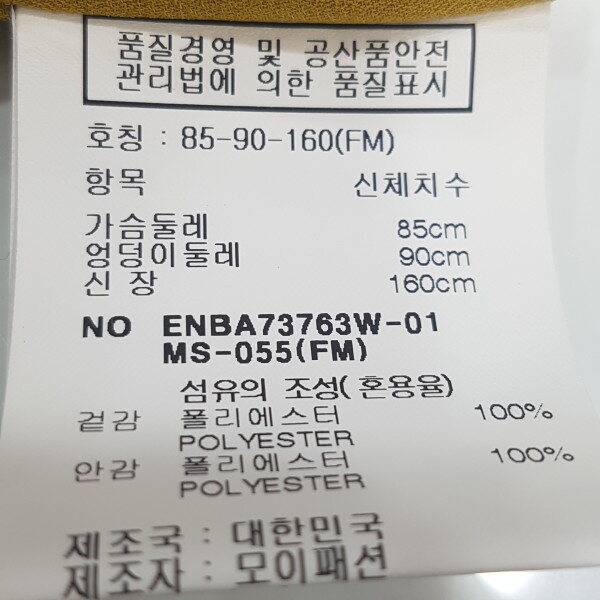 품질경영 및 공산품안전
관리법에 의한 품질표시
호칭 : 85-90-160(FM)
항목 신체치수
가슴둘레 85cm
엉덩이둘레 90cm
신 장 160cm
NO ENBA73763W-01
MS-055(FM)
섬유의 조성( 혼용율)
겉감 폴리에스터 100%
POLYESTER
안감 폴리에스터 100%
POLYESTER
제조국 : 대한민국
제조자 : 모이패션